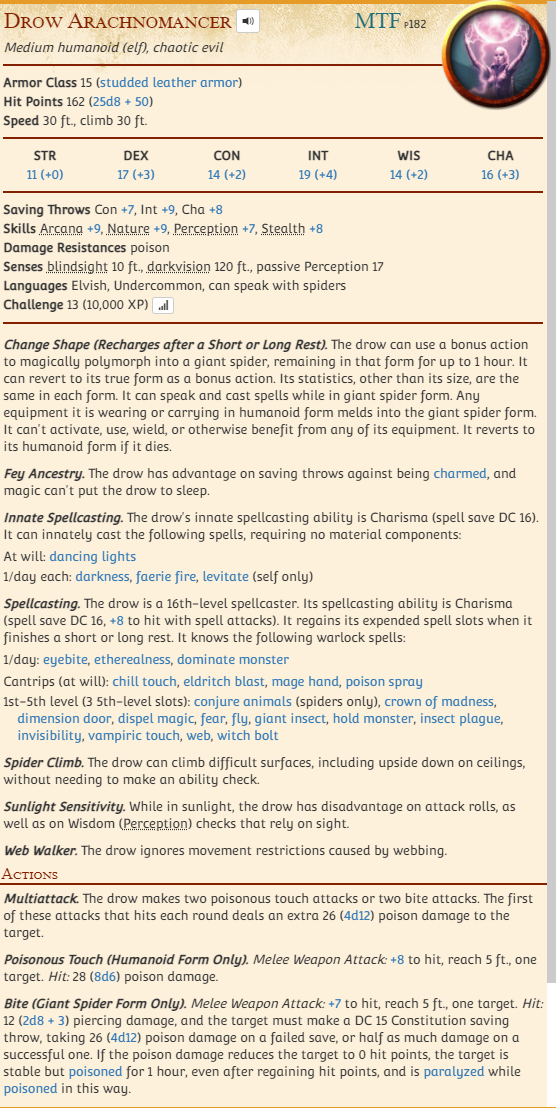 Drow Arachnomancer
MTF p182
Medium humanoid (elf), chaotic evil
Armor Class 15 (studded leather armor)
Hit Points 162 (25d8 + 50)
Speed 30 ft., climb 30 ft.
STR DEX CON INT WIS CHA
11 (+0) 17 (+3) 14 (+2) 19 (+4) 14 (+2) 16 (+3)
Saving Throws Con +7, Int +9, Cha +8
Skills Arcana +9, Nature +9, Perception +7, Stealth +8
Damage Resistances poison
Senses blindsight 10 ft., darkvision 120 ft., passive Perception 17
Languages Elvish, Undercommon, can speak with spiders
Challenge 13 (10,000 XP)
Change Shape (Recharges after a Short or Long Rest). The drow can use a bonus action
to magically polymorph into a giant spider, remaining in that form for up to 1 hour. It
can revert to its true form as a bonus action. Its statistics, other than its size, are the
same in each form. It can speak and cast spells while in giant spider form. Any
equipment it is wearing or carrying in humanoid form melds into the giant spider form.
It can't activate, use, wield, or otherwise benefit from any of its equipment. It reverts to
its humanoid form if it dies.
Fey Ancestry. The drow has advantage on saving throws against being charmed, and
magic can't put the drow to sleep.
Innate Spellcasting. The drow's innate spellcasting ability is Charisma (spell save DC 16).
It can innately cast the following spells, requiring no material components:
At will: dancing lights
1/day each: darkness, faerie fire, levitate (self only)
Spellcasting. The drow is a 16th-level spellcaster. Its spellcasting ability is Charisma
(spell save DC 16, +8 to hit with spell attacks). It regains its expended spell slots when it
finishes a short or long rest. It knows the following warlock spells:
1/day: eyebite, etherealness, dominate monster
Cantrips (at will): chill touch, eldritch blast, mage hand, poison spray
1st–5th level (3 5th-level slots): conjure animals (spiders only), crown of madness,
dimension door, dispel magic, fear, fly, giant insect, hold monster, insect plague,
invisibility, vampiric touch, web, witch bolt
Spider Climb. The drow can climb difficult surfaces, including upside down on ceilings,
without needing to make an ability check.
Sunlight Sensitivity. While in sunlight, the drow has disadvantage on attack rolls, as
well as on Wisdom (Perception) checks that rely on sight.
Web Walker. The drow ignores movement restrictions caused by webbing.
Actions
Multiattack. The drow makes two poisonous touch attacks or two bite attacks. The first
of these attacks that hits each round deals an extra 26 (4d12) poison damage to the
target.
Poisonous Touch (Humanoid Form Only). Melee Weapon Attack: +8 to hit, reach 5 ft., one
target. Hit: 28 (8d6) poison damage.
Bite (Giant Spider Form Only). Melee Weapon Attack: +7 to hit, reach 5 ft., one target. Hit:
12 (2d8 + 3) piercing damage, and the target must make a DC 15 Constitution saving
throw, taking 26 (4d12) poison damage on a failed save, or half as much damage on a
successful one. If the poison damage reduces the target to 0 hit points, the target is
stable but poisoned for 1 hour, even after regaining hit points, and is paralyzed while
poisoned in this way.